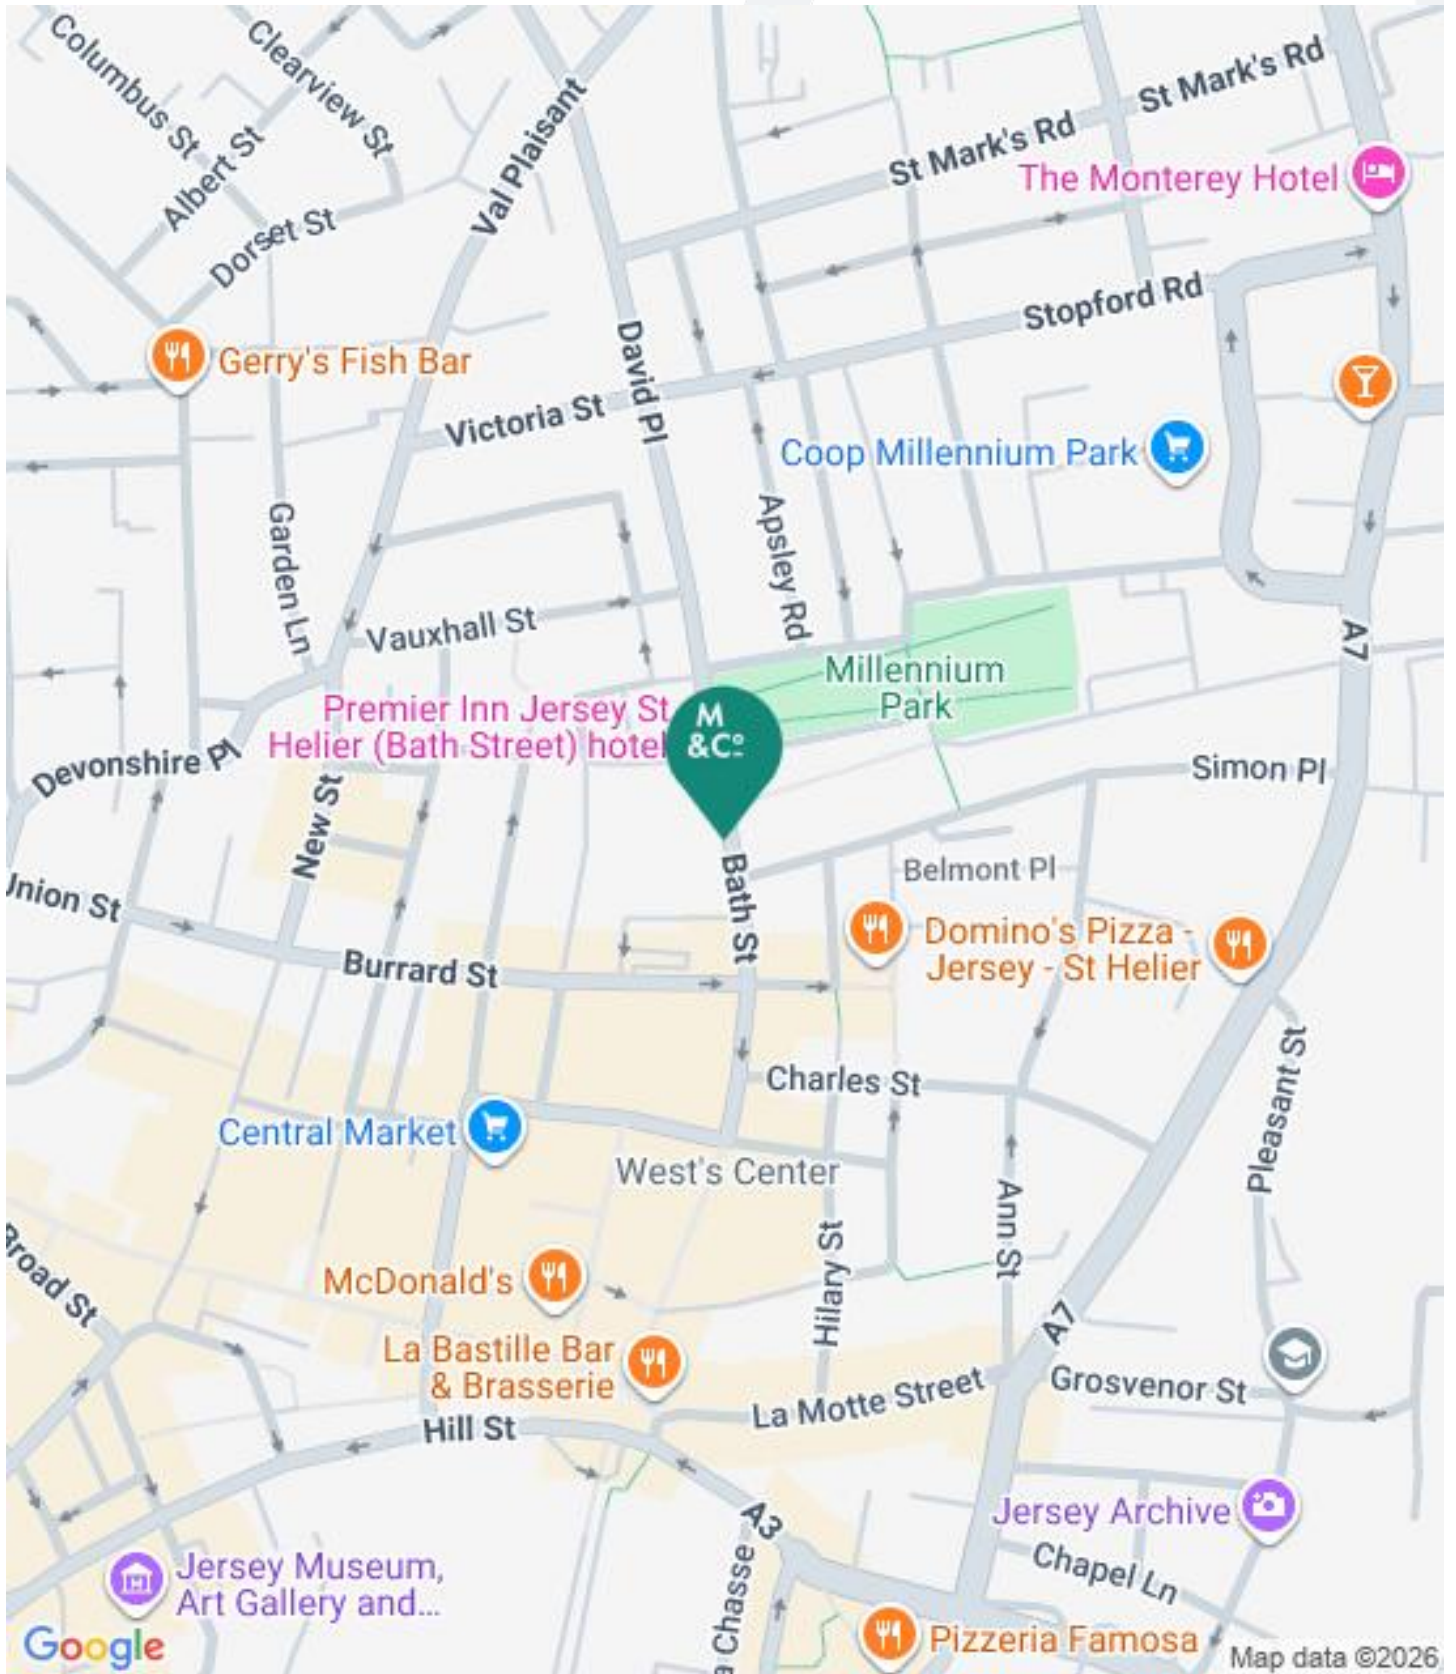 Columbus St
Clearview St
Albert St
Val Plaisant
Dorset St
St Mark's Rd
St Mark's Rd
The Monterey Hotel
Stopford Rd
David Pl
Gerry's Fish Bar
Victoria St
Coop Millennium Park
Garden Ln
Apsley Rd
Vauxhall St
A7
Millennium
Park
Premier Inn Jersey St
Helier (Bath Street) hotel
M
&Cº
Devonshire Pl
New St
Simon Pl
Bath St
Belmont Pl
Union St
Burrard St
Domino's Pizza -
Jersey - St Helier
Charles St
Pleasant St
Central Market
West's Center
Ann St
Hilary St
Broad St
McDonald's
La Bastille Bar
& Brasserie
A7
La Motte Street
Grosvenor St
Hill St
A3
Jersey Archive
Chapel Ln
Jersey Museum,
Art Gallery and...
a Chasse
Pizzeria Famosa
Google
Map data ©2026